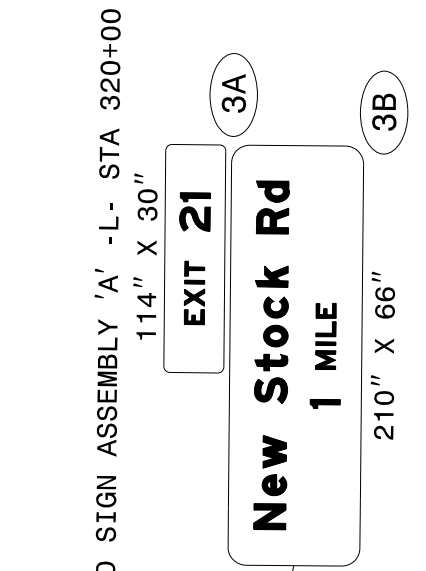 SIGN ASSEMBLY 'A' -L- STA 320+00
114" X 30"
3A
EXIT 21
3B
New Stock Rd
1 MILE
210" X 66"